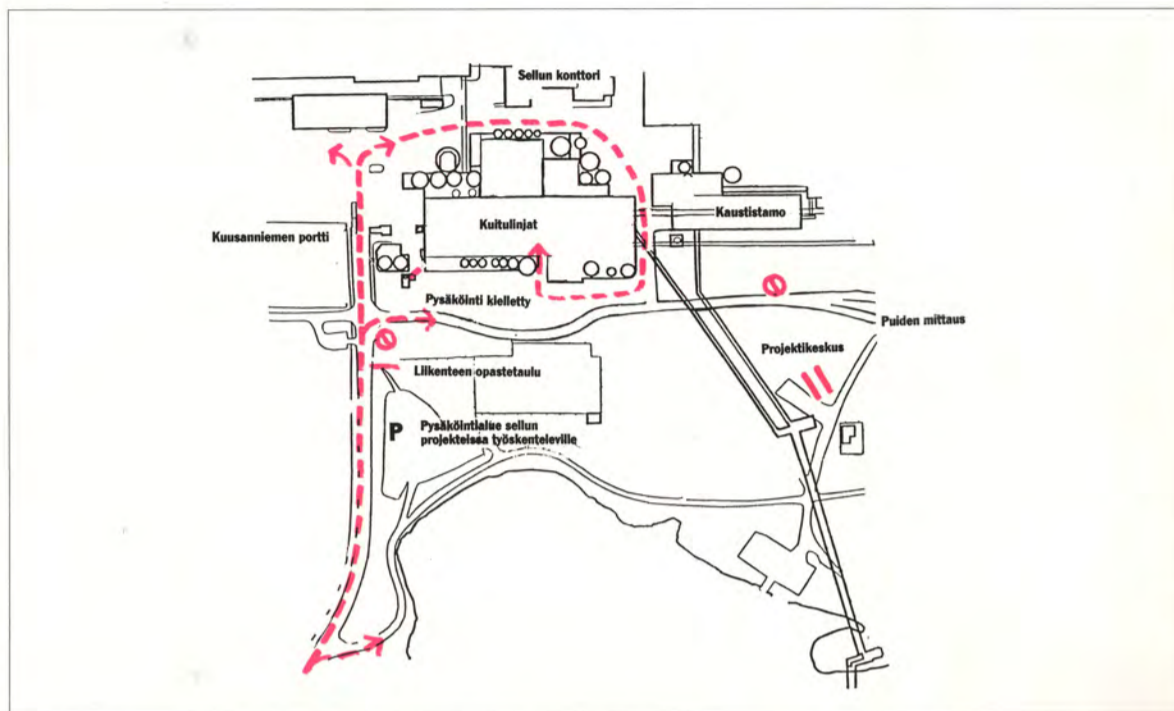 Sellun konttori
Kaustistamo
Kuitulinjat
Kuusanniemen portti
Pysäköinti kielletty
Puiden mittaus
Projektikeskus
Liikenteen opastetaulu
P
Pysäköintialue sellun
projekteissa työskenteleville